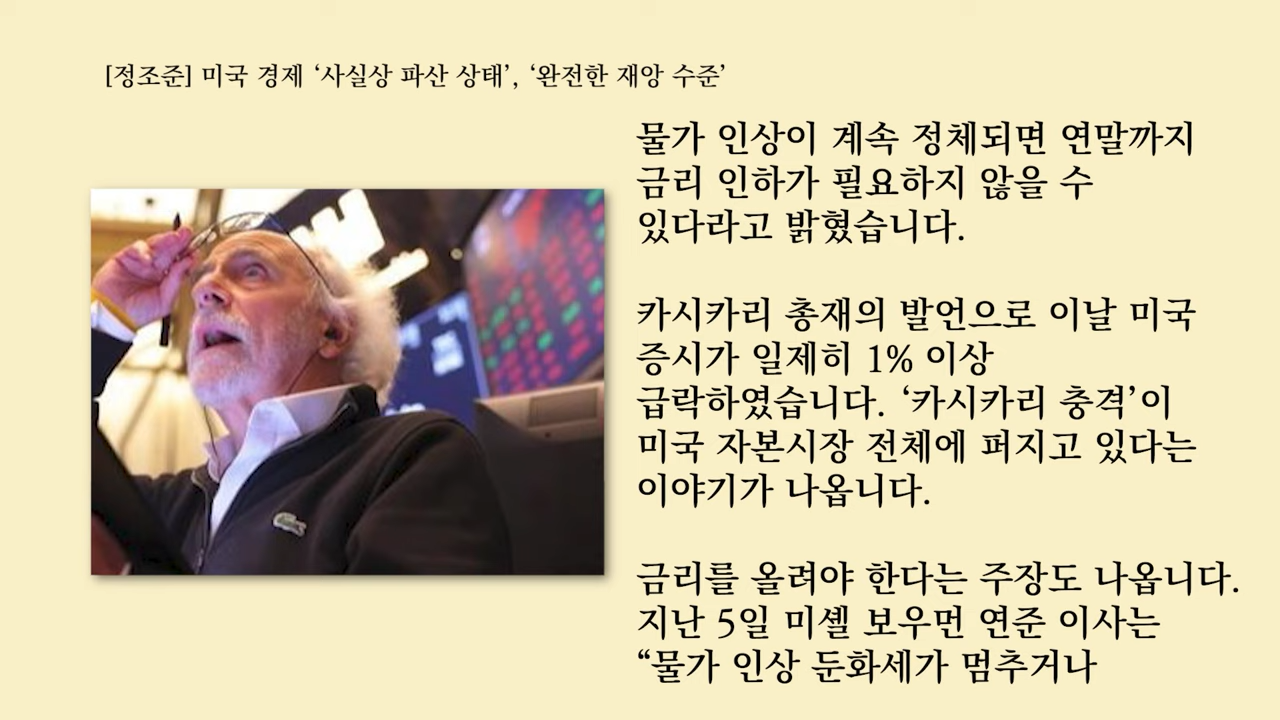 [정조준] 미국 경제 ‘사실상 파산 상태’, ‘완전한 재앙 수준’
물가 인상이 계속 정체되면 연말까지
금리 인하가 필요하지 않을 수
있다라고 밝혔습니다.
카시카리 총재의 발언으로 이날 미국
증시가 일제히 1% 이상
급락하였습니다. ‘카시카리 충격’이
미국 자본시장 전체에 퍼지고 있다는
이야기가 나옵니다.
금리를 올려야 한다는 주장도 나옵니다.
지난 5일 미셸 보우먼 연준 이사는
“물가 인상 둔화세가 멈추거나